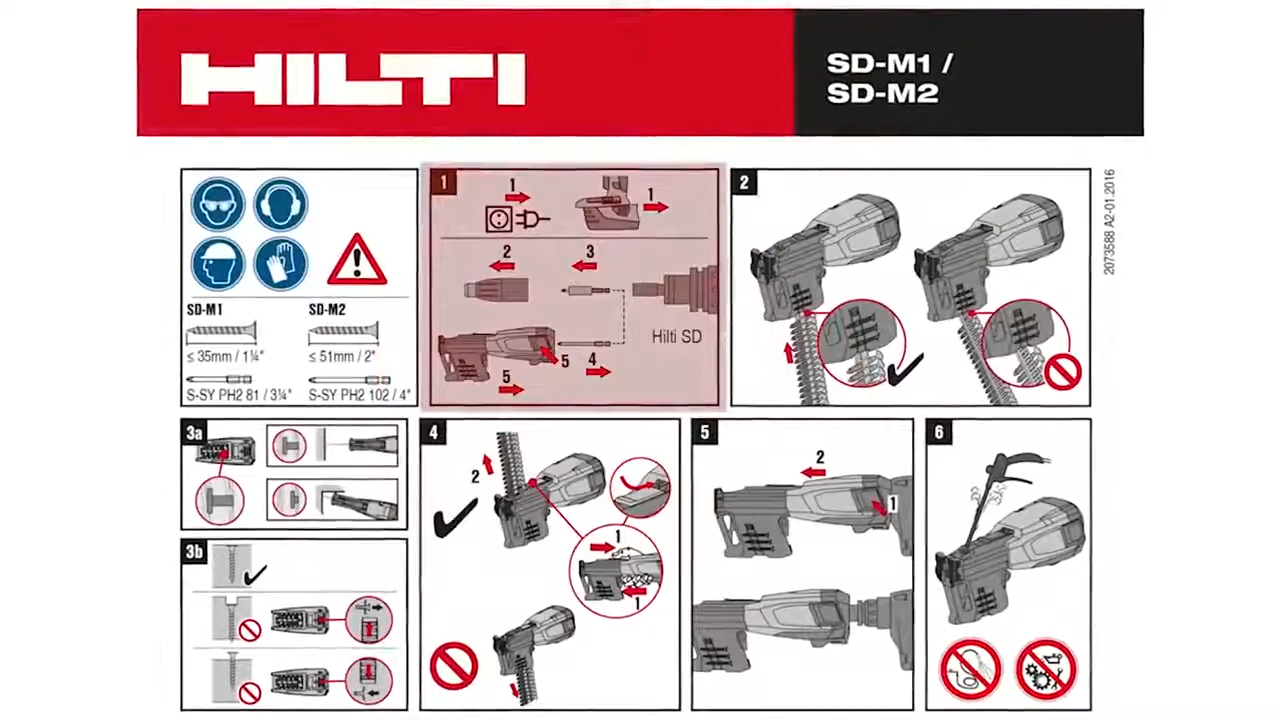 HILTI
SD-M1 /
SD-M2
SD-M1
≤ 35mm / 1¼"
S-SY PH2 81 / 3¼"
SD-M2
≤ 51mm / 2"
S-SY PH2 102 / 4"
1
1
1
2
3
Hilti SD
5
4
5
2
2073588 A2-01.2016
3a
3b
4
2
1
1
5
2
1
6